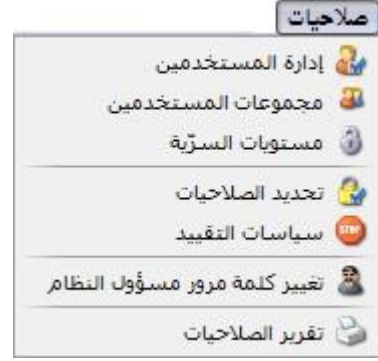 صلاحيات
إدارة المستخدمين
مجموعات المستخدمين
مستويات السرّية
تحديد الصلاحيات
STOP سياسات التقييد
تغيير كلمة مرور مسؤول النظام
تقرير الصلاحيات